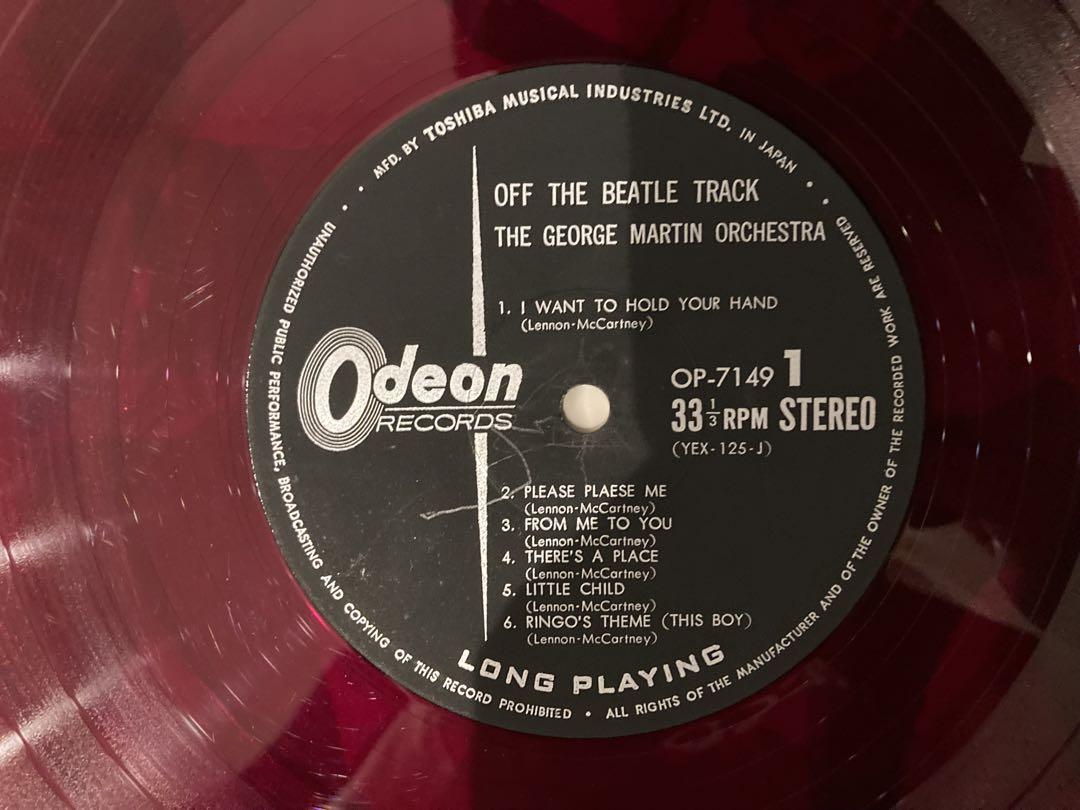 MFD. BY TOSHIBA MUSICAL INDUSTRIES LTD. IN JAPAN
OFF THE BEATLE TRACK
THE GEORGE MARTIN ORCHESTRA
1. I WANT TO HOLD YOUR HAND
(Lennon-McCartney)
Odeon
RECORDS
OP-7149 1
33 1/3 RPM STEREO
(YEX-125-J)
2. PLEASE PLAESE ME
(Lennon-McCartney)
3. FROM ME TO YOU
(Lennon-McCartney)
4. THERE'S A PLACE
(Lennon-McCartney)
5. LITTLE CHILD
(Lennon-McCartney)
6. RINGO'S THEME (THIS BOY)
(Lennon-McCartney)
LONG PLAYING
UNAUTHORIZED PUBLIC PERFORMANCE, BROADCASTING AND COPYING OF THIS RECORD PROHIBITED • ALL RIGHTS OF THE MANUFACTURER AND OF THE OWNER OF THE RECORDED WORK ARE RESERVED